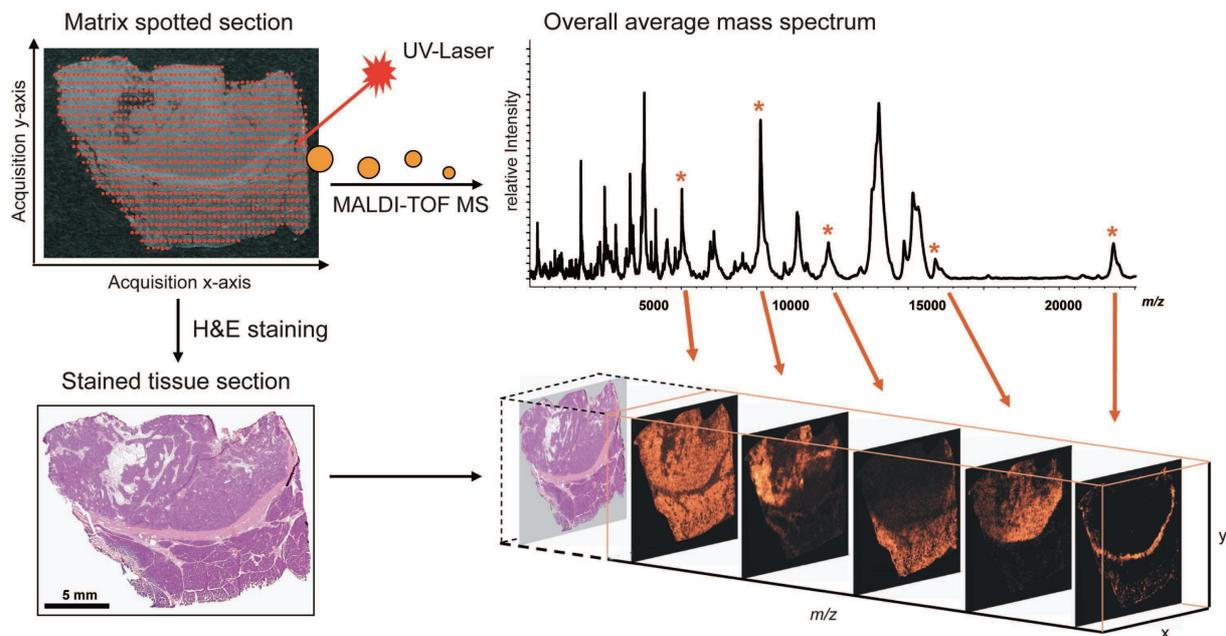 Matrix spotted section
Overall average mass spectrum
UV-Laser
Acquisition y-axis
relative Intensity
*
*
*
*
*
MALDI-TOF MS
Acquisition x-axis
5000 10000 15000 20000 m/z
H&E staining
Stained tissue section
5 mm
y
m/z
x